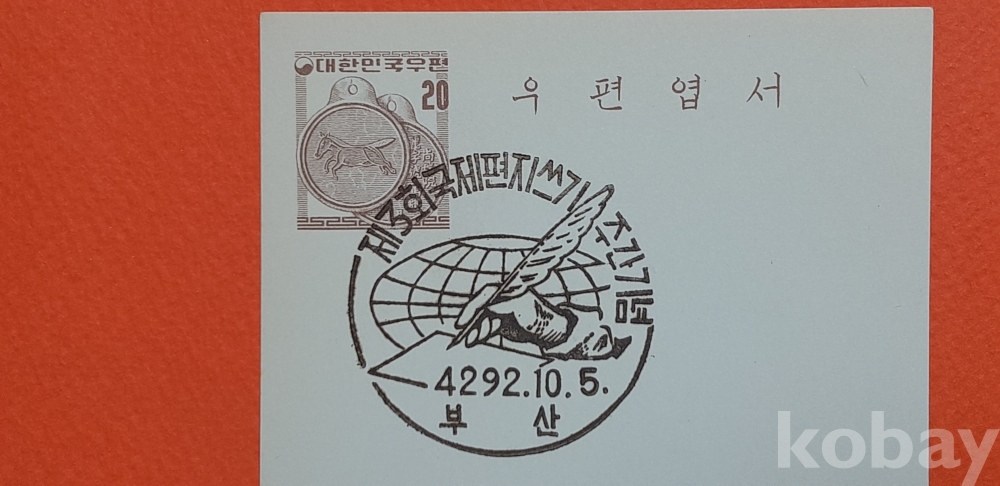 대한민국우편
20
우편엽서
제3회국제편지쓰기주간기념
4292.10.5.
부산
kobay